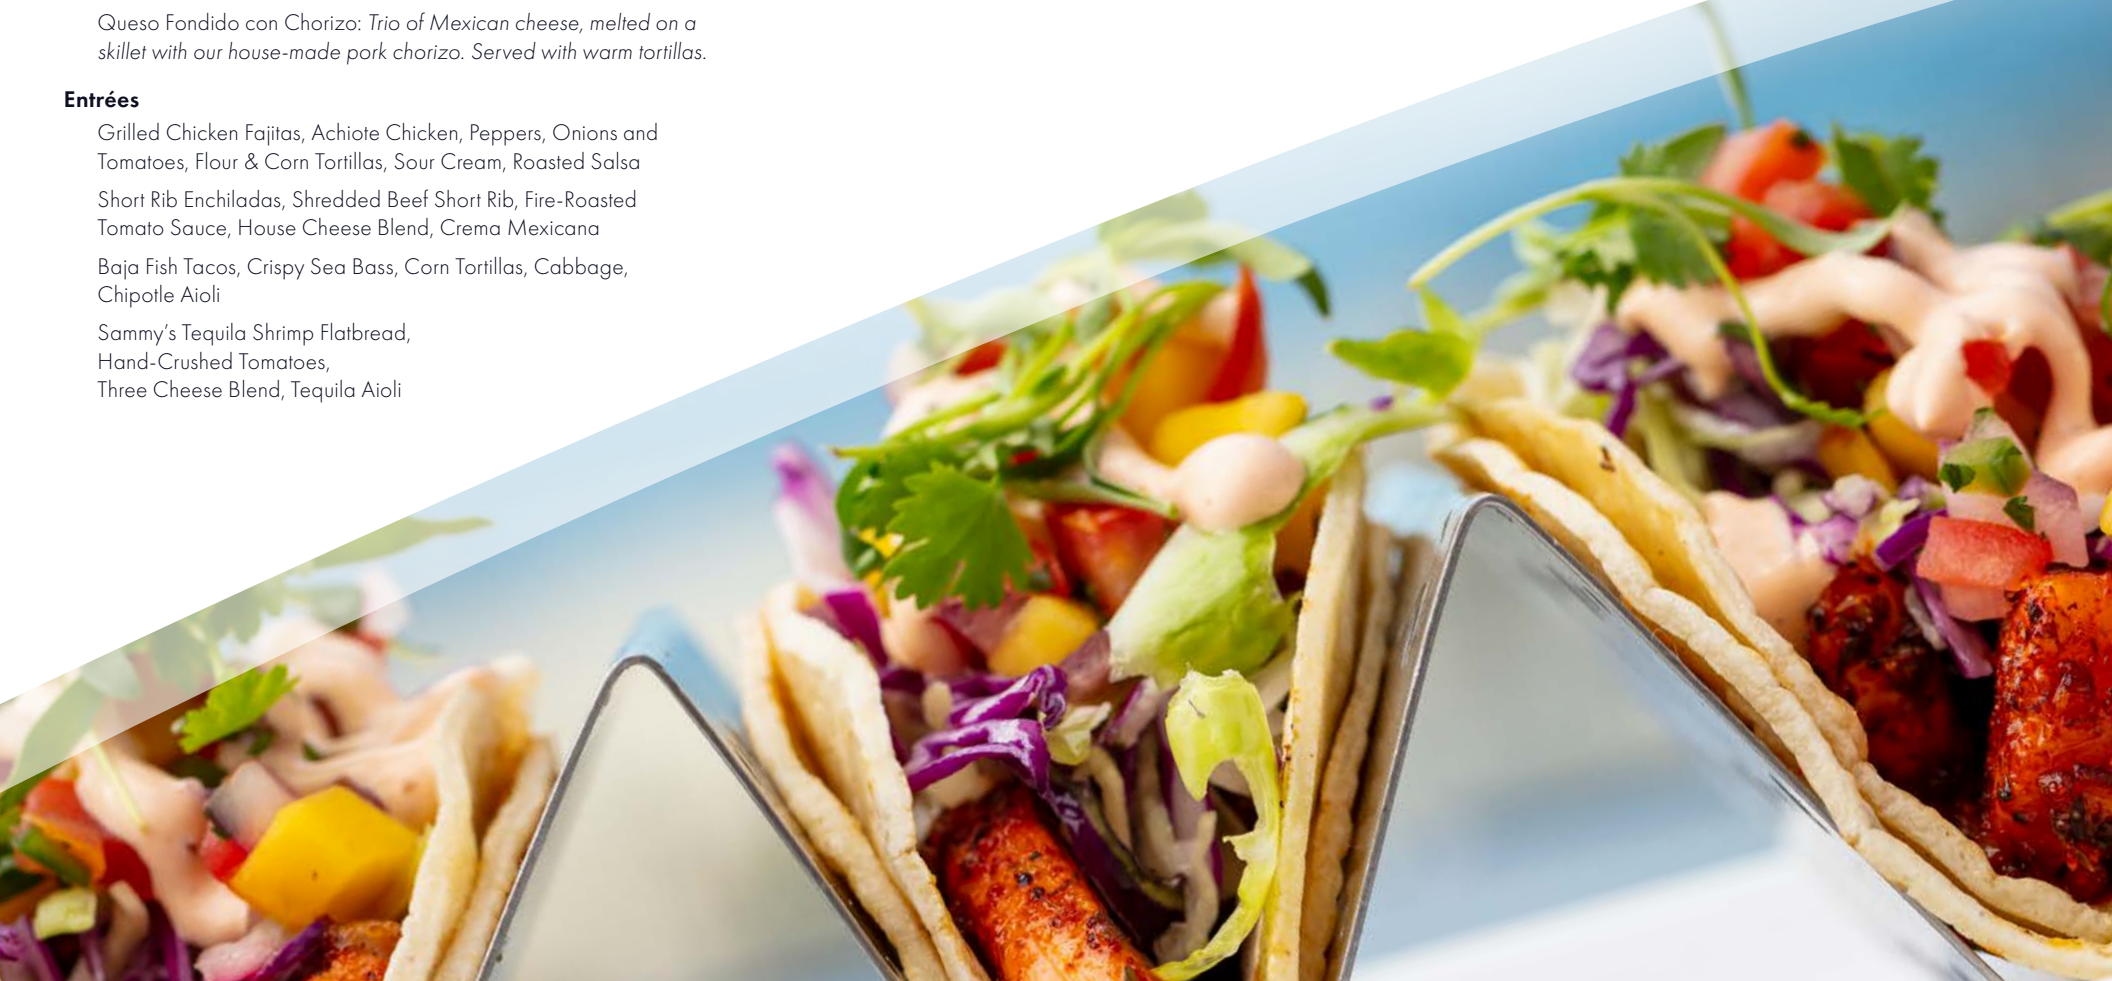 Queso Fondido con Chorizo: Trio of Mexican cheese, melted on a
skillet with our house-made pork chorizo. Served with warm tortillas.
Entrées
Grilled Chicken Fajitas, Achiote Chicken, Peppers, Onions and
Tomatoes, Flour & Corn Tortillas, Sour Cream, Roasted Salsa
Short Rib Enchiladas, Shredded Beef Short Rib, Fire-Roasted
Tomato Sauce, House Cheese Blend, Crema Mexicana
Baja Fish Tacos, Crispy Sea Bass, Corn Tortillas, Cabbage,
Chipotle Aioli
Sammy's Tequila Shrimp Flatbread,
Hand-Crushed Tomatoes,
Three Cheese Blend, Tequila Aioli